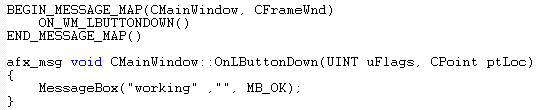 BEGIN_MESSAGE_MAP(CMainWindow, CFrameWnd)
ON_WM_LBUTTONDOWN()
END_MESSAGE_MAP()
afx_msg void CMainWindow::OnLButtonDown(UINT uFlags, CPoint ptLoc)
{
MessageBox("working" ,"", MB_OK);
}